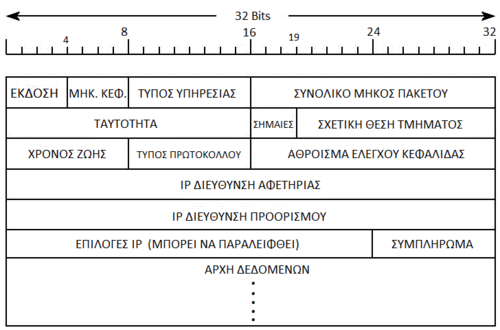 32 Bits
4 8 16 19 24 32
ΕΚΔΟΣΗ ΜΗΚ. ΚΕΦ. ΤΥΠΟΣ ΥΠΗΡΕΣΙΑΣ ΣΥΝΟΛΙΚΟ ΜΗΚΟΣ ΠΑΚΕΤΟΥ
ΤΑΥΤΟΤΗΤΑ ΣΗΜΑΙΕΣ ΣΧΕΤΙΚΗ ΘΕΣΗ ΤΜΗΜΑΤΟΣ
ΧΡΟΝΟΣ ΖΩΗΣ ΤΥΠΟΣ ΠΡΩΤΟΚΟΛΛΟΥ ΑΘΡΟΙΣΜΑ ΕΛΕΓΧΟΥ ΚΕΦΑΛΙΔΑΣ
IP ΔΙΕΥΘΥΝΣΗ ΑΦΕΤΗΡΙΑΣ
IP ΔΙΕΥΘΥΝΣΗ ΠΡΟΟΡΙΣΜΟΥ
ΕΠΙΛΟΓΕΣ IP (ΜΠΟΡΕΙ ΝΑ ΠΑΡΑΛΕΙΦΘΕΙ) ΣΥΜΠΛΗΡΩΜΑ
ΑΡΧΗ ΔΕΔΟΜΕΝΩΝ